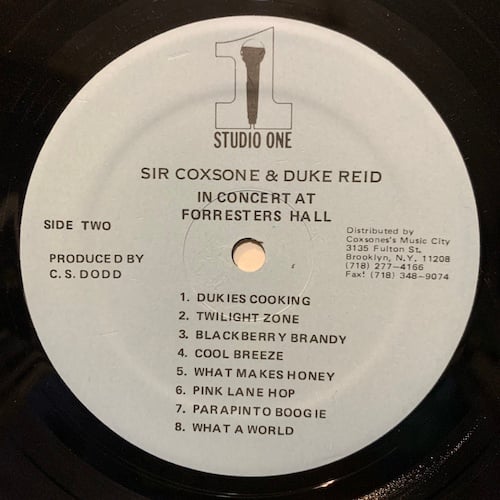 1
STUDIO ONE
SIR COXSONE & DUKE REID
IN CONCERT AT
FORRESTERS HALL
SIDE TWO
PRODUCED BY
C. S. DODD
Distributed by
Coxsones's Music City
3135 Fulton St.
Brooklyn, N.Y. 11208
(718) 277-4166
Fax! (718) 348-9074
1. DUKIES COOKING
2. TWILIGHT ZONE
3. BLACKBERRY BRANDY
4. COOL BREEZE
5. WHAT MAKES HONEY
6. PINK LANE HOP
7. PARAPINTO BOOGIE
8. WHAT A WORLD